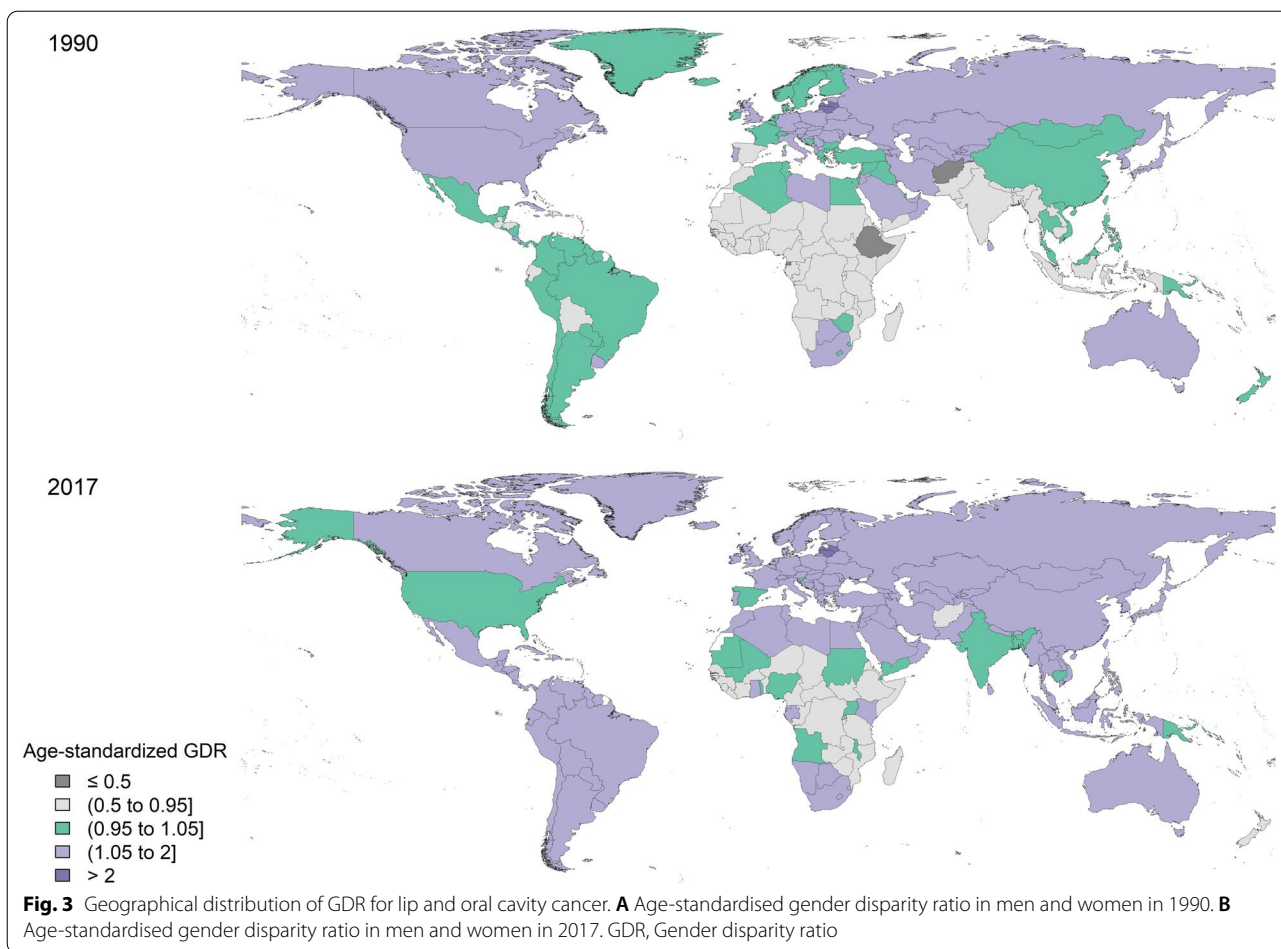 1990
2017
Age-standardized GDR
≤ 0.5
(0.5 to 0.95]
(0.95 to 1.05]
(1.05 to 2]
> 2
Fig. 3 Geographical distribution of GDR for lip and oral cavity cancer. A Age-standardised gender disparity ratio in men and women in 1990. B
Age-standardised gender disparity ratio in men and women in 2017. GDR, Gender disparity ratio